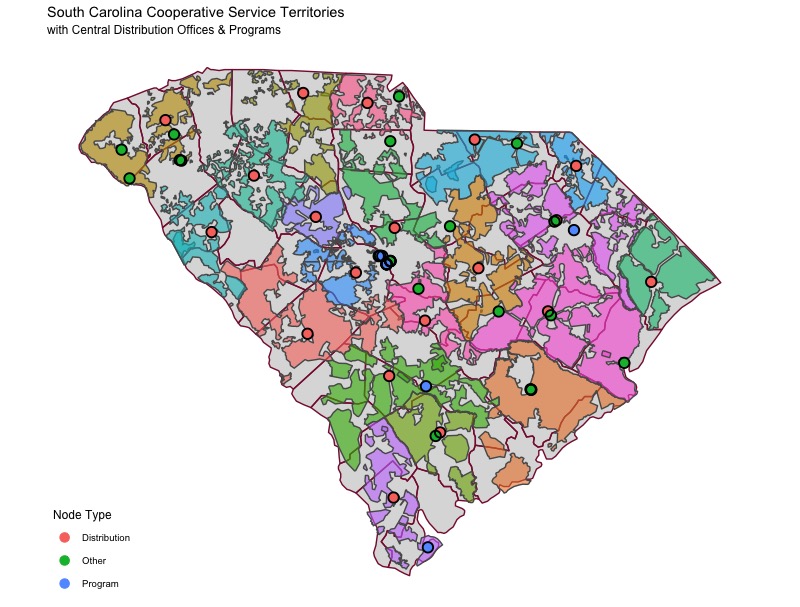 South Carolina Cooperative Service Territories
with Central Distribution Offices & Programs
Node Type
Distribution
Other
Program